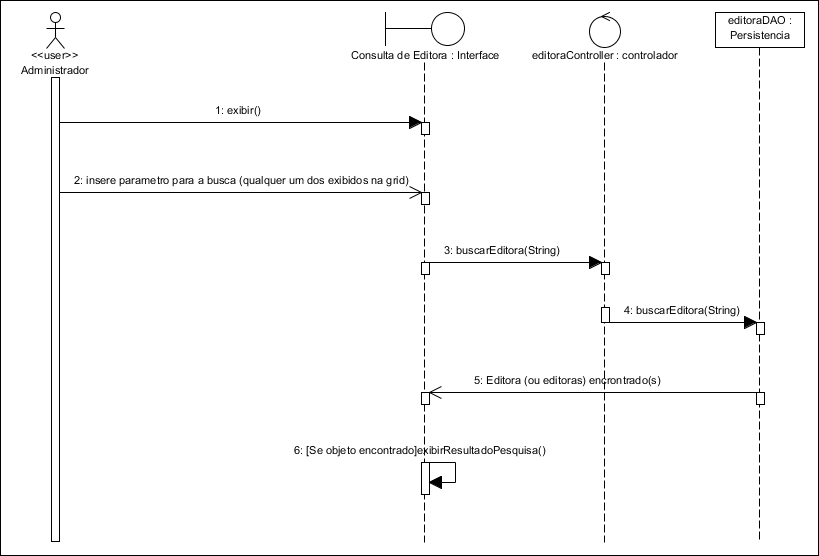 editoraDAO :
Persistencia
<<user>>
Administrador
Consulta de Editora : Interface
editoraController : controlador
1: exibir()
2: insere parametro para a busca (qualquer um dos exibidos na grid)
3: buscarEditora(String)
4: buscarEditora(String)
5: Editora (ou editoras) encrontrado(s)
6: [Se objeto encontrado]exibirResultadoPesquisa()